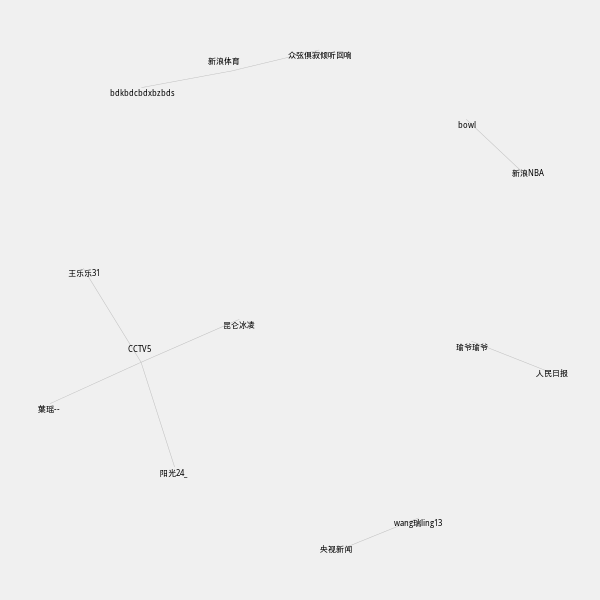 众弦俱寂倾听回响
新浪体育
bdkbdcbdxbzbds
bowl
新浪NBA
王乐乐31
昆仑冰凌
CCTV5
瑜爷瑜爷
人民日报
葉瑶--
阳光24_
wang瑞ling13
央视新闻